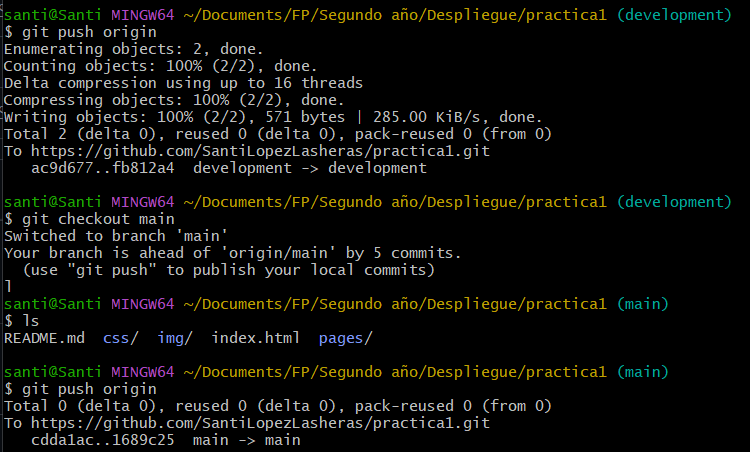 santi@Santi MINGW64 ~/Documents/FP/Segundo año/Despliegue/practica1 (development)
$ git push origin
Enumerating objects: 2, done.
Counting objects: 100% (2/2), done.
Delta compression using up to 16 threads
Compressing objects: 100% (2/2), done.
Writing objects: 100% (2/2), 571 bytes | 285.00 KiB/s, done.
Total 2 (delta 0), reused 0 (delta 0), pack-reused 0 (from 0)
To https://github.com/SantiLopezLasheras/practica1.git
   ac9d677..fb812a4  development -> development

santi@Santi MINGW64 ~/Documents/FP/Segundo año/Despliegue/practica1 (development)
$ git checkout main
Switched to branch 'main'
Your branch is ahead of 'origin/main' by 5 commits.
  (use "git push" to publish your local commits)
l
santi@Santi MINGW64 ~/Documents/FP/Segundo año/Despliegue/practica1 (main)
$ ls
README.md  css/  img/  index.html  pages/

santi@Santi MINGW64 ~/Documents/FP/Segundo año/Despliegue/practica1 (main)
$ git push origin
Total 0 (delta 0), reused 0 (delta 0), pack-reused 0 (from 0)
To https://github.com/SantiLopezLasheras/practica1.git
   cdda1ac..1689c25  main -> main